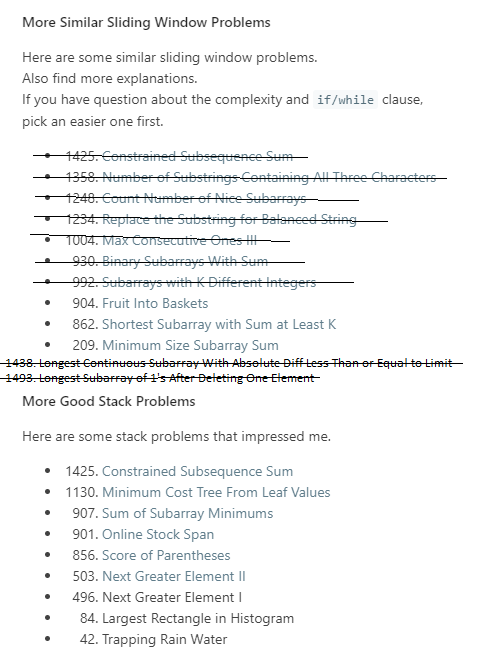 More Similar Sliding Window Problems
Here are some similar sliding window problems.
Also find more explanations.
If you have question about the complexity and if/while clause,
pick an easier one first.
1425. Constrained Subsequence Sum
1358. Number of Substrings Containing All Three Characters
1248. Count Number of Nice Subarrays
1234. Replace the Substring for Balanced String
1004. Max Consecutive Ones III
930. Binary Subarrays With Sum
992. Subarrays with K Different Integers
904. Fruit Into Baskets
862. Shortest Subarray with Sum at Least K
209. Minimum Size Subarray Sum
1438. Longest Continuous Subarray With Absolute Diff Less Than or Equal to Limit
1493. Longest Subarray of 1's After Deleting One Element
More Good Stack Problems
Here are some stack problems that impressed me.
1425. Constrained Subsequence Sum
1130. Minimum Cost Tree From Leaf Values
907. Sum of Subarray Minimums
901. Online Stock Span
856. Score of Parentheses
503. Next Greater Element II
496. Next Greater Element I
84. Largest Rectangle in Histogram
42. Trapping Rain Water